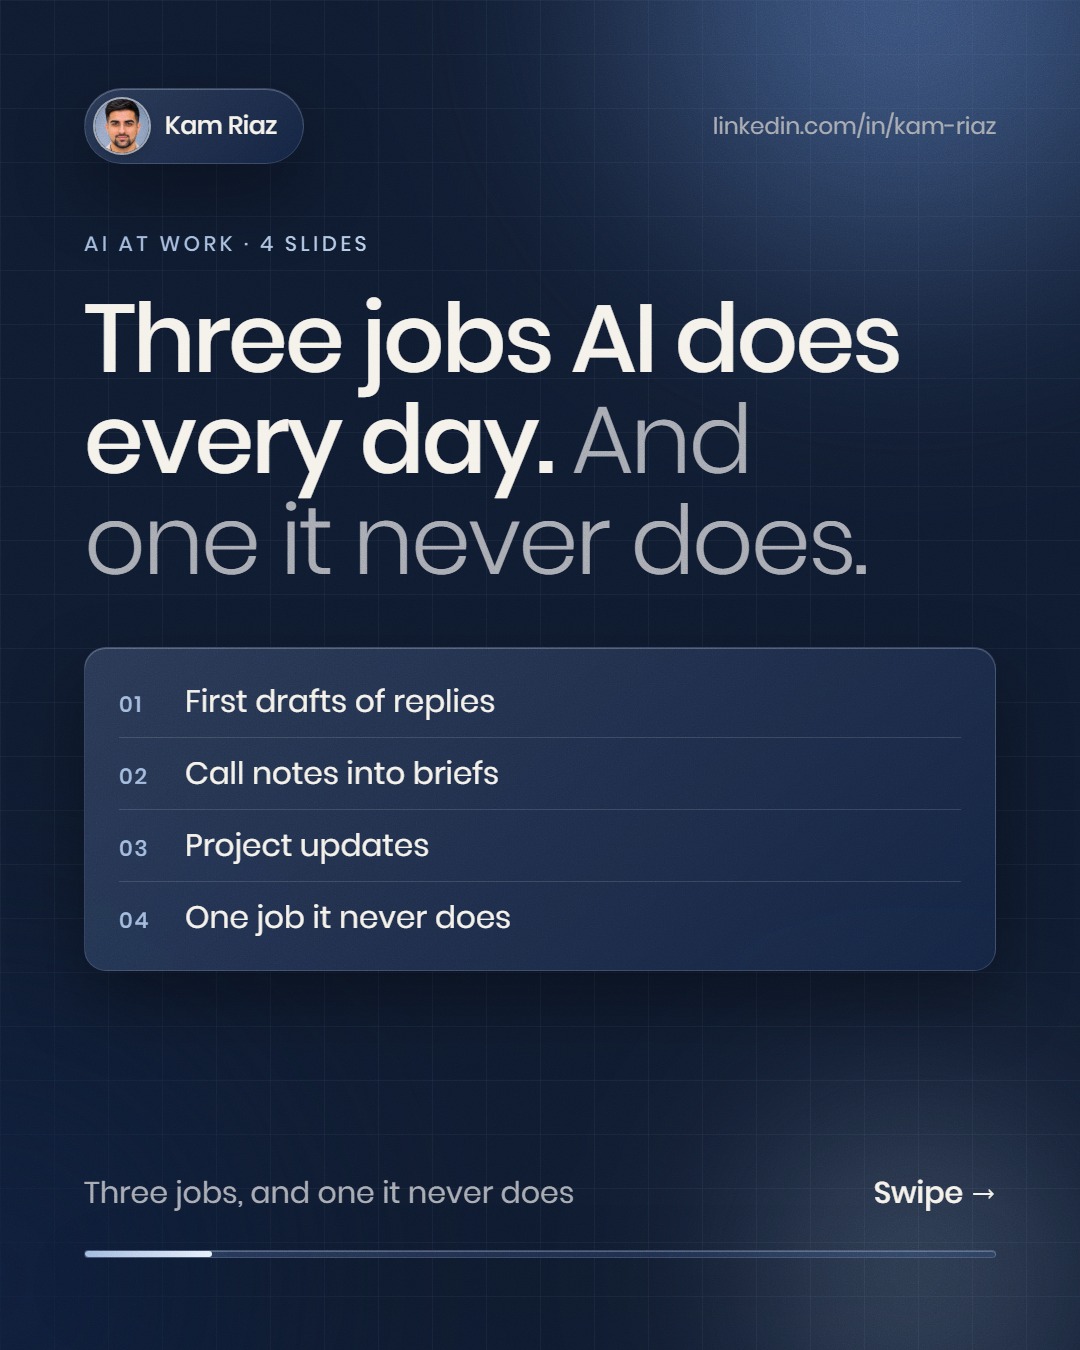 Kam Riaz
linkedin.com/in/kam-riaz
AI AT WORK · 4 SLIDES
Three jobs AI does
every day. And
one it never does.
01 First drafts of replies
02 Call notes into briefs
03 Project updates
04 One job it never does
Three jobs, and one it never does
Swipe →